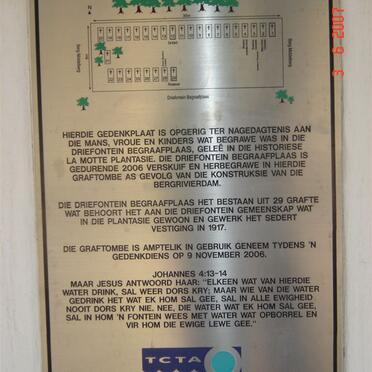 3 6 2007
Driefontein Begraafplaas
HIERDIE GEDENKPLAAT IS OPGERIG TER NAGEDAGTENIS AAN
DIE MANS, VROUE EN KINDERS WAT BEGRAWE WAS IN DIE
DRIEFONTEIN BEGRAAFPLAAS, GELEË IN DIE HISTORIESE
LA MOTTE PLANTASIE. DIE DRIEFONTEIN BEGRAAFPLAAS IS
GEDURENDE 2006 VERSKUIF EN HERBEGRAWE IN HIERDIE
GRAFTOMBE AS GEVOLG VAN DIE KONSTRUKSIE VAN DIE
BERGRIVIERDAM.
DIE DRIEFONTEIN BEGRAAFPLAAS HET BESTAAN UIT 29 GRAFTE
WAT BEHOORT HET AAN DIE DRIEFONTEIN GEMEENSKAP WAT
IN DIE PLANTASIE GEWOON EN GEWERK HET SEDERT
VESTIGING IN 1917.
DIE GRAFTOMBE IS AMPTELIK IN GEBRUIK GENEEM TYDENS 'N
GEDENKDIENS OP 9 NOVEMBER 2006.
JOHANNES 4:13-14
MAAR JESUS ANTWOORD HAAR: "ELKEEN WAT VAN HIERDIE
WATER DRINK, SAL WEER DORS KRY; MAAR WIE VAN DIE WATER
GEDRINK HET WAT EK HOM SAL GEE, SAL IN ALLE EWIGHEID
NOOIT DORS KRY NIE. NEE, DIE WATER WAT EK HOM SAL GEE,
SAL IN HOM 'N FONTEIN WEES MET WATER WAT OPBORREL EN
VIR HOM DIE EWIGE LEWE GEE."
TCTA